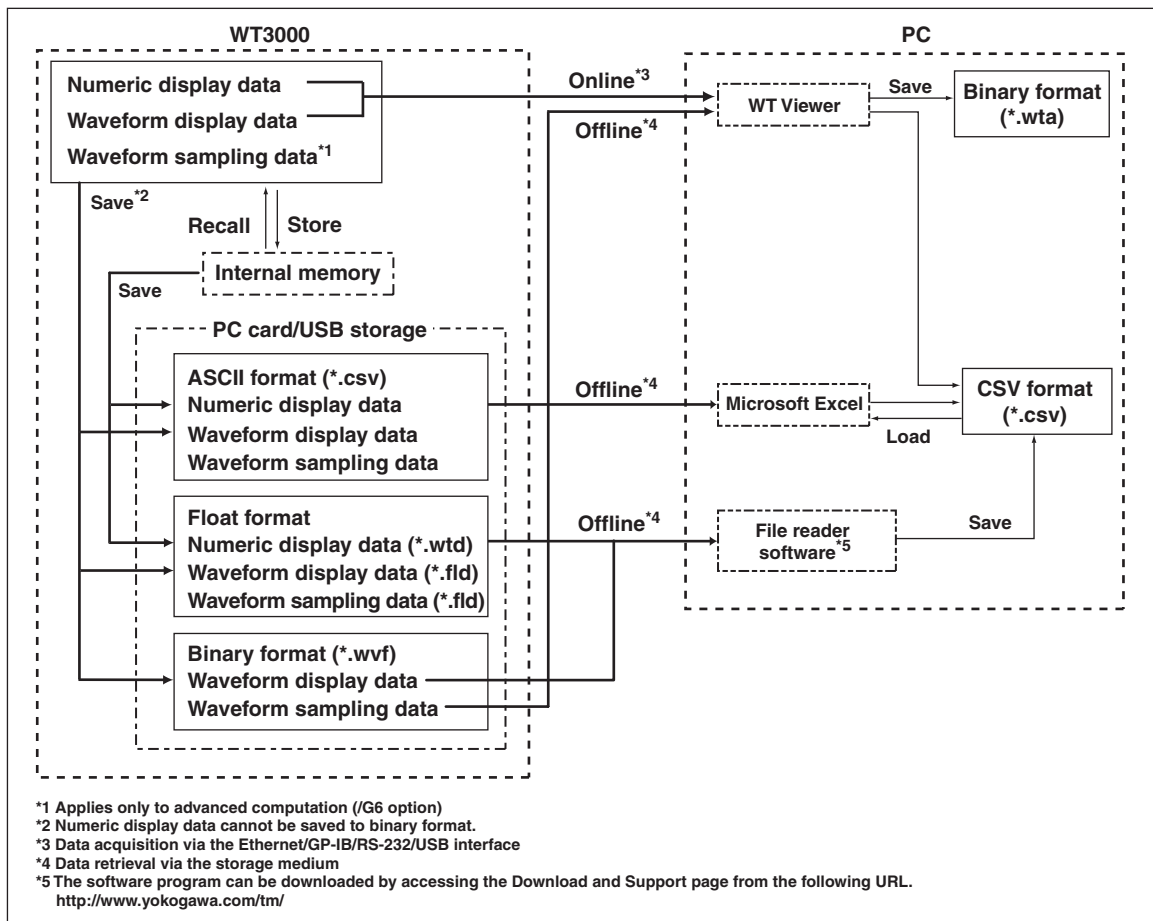 WT3000
PC
Numeric display data
Waveform display data
Waveform sampling data*1
Online*3
Offline*4
WT Viewer
Save
Binary format
(*.wta)
Save*2
Recall
Store
Internal memory
Save
PC card/USB storage
ASCII format (*.csv)
Numeric display data
Waveform display data
Waveform sampling data
Offline*4
Microsoft Excel
Load
CSV format
(*.csv)
Float format
Numeric display data (*.wtd)
Waveform display data (*.fld)
Waveform sampling data (*.fld)
Offline*4
File reader
software*5
Save
Binary format (*.wvf)
Waveform display data
Waveform sampling data
*1 Applies only to advanced computation (/G6 option)
*2 Numeric display data cannot be saved to binary format.
*3 Data acquisition via the Ethernet/GP-IB/RS-232/USB interface
*4 Data retrieval via the storage medium
*5 The software program can be downloaded by accessing the Download and Support page from the following URL.
http://www.yokogawa.com/tm/